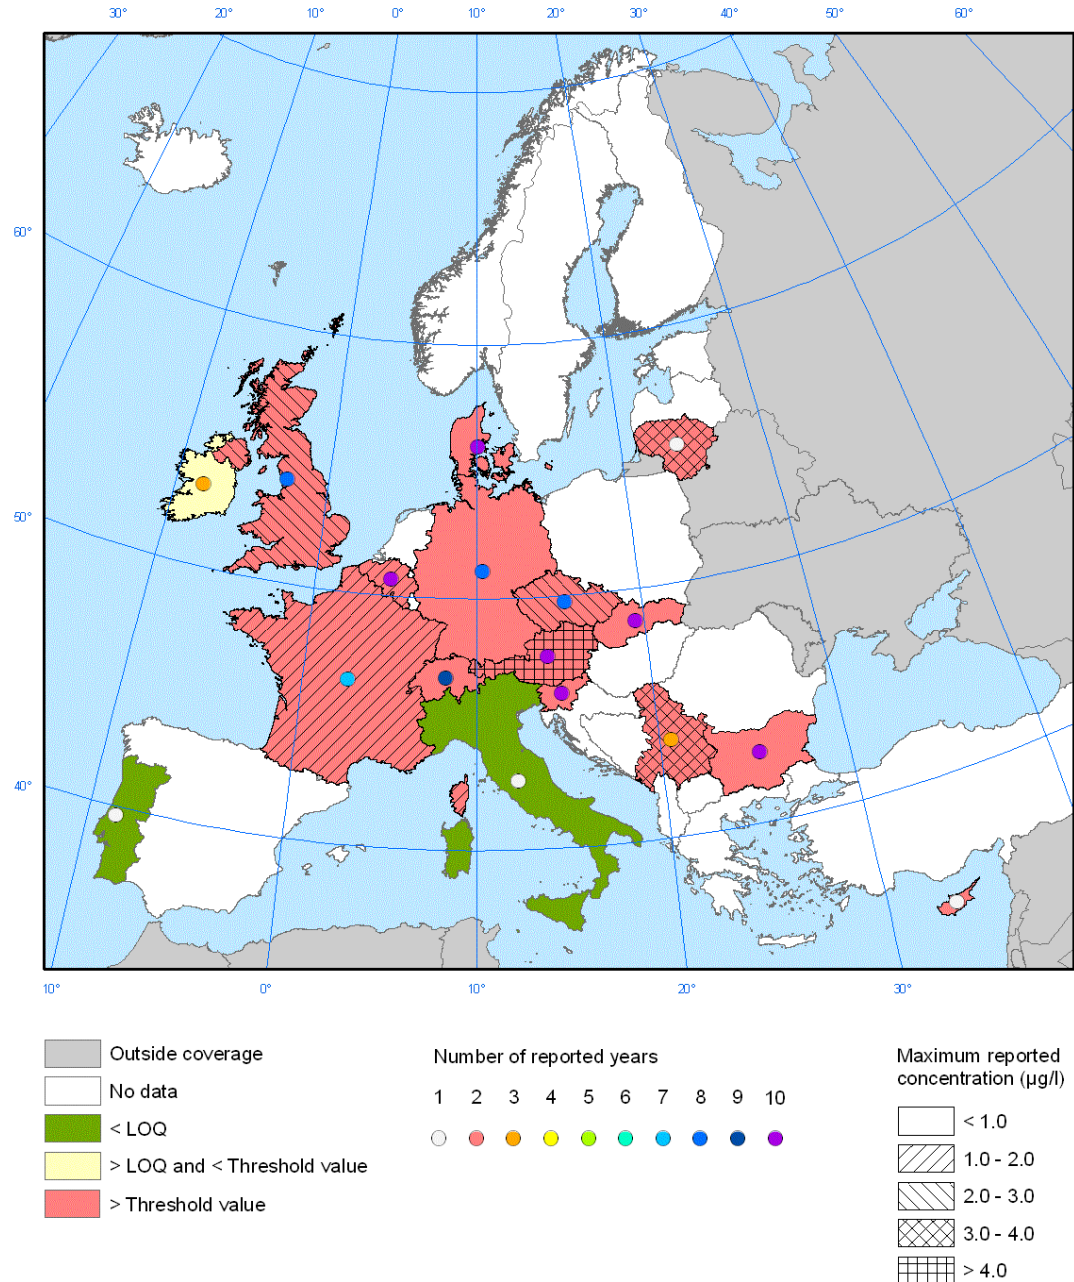 30° 20° 10° 0° 10° 20° 30° 40° 50° 60°
60°
50°
40°
10° 0° 10° 20° 30°
Outside coverage
No data
< LOQ
> LOQ and < Threshold value
> Threshold value
Number of reported years
1 2 3 4 5 6 7 8 9 10
Maximum reported
concentration (µg/l)
< 1.0
1.0 - 2.0
2.0 - 3.0
3.0 - 4.0
> 4.0